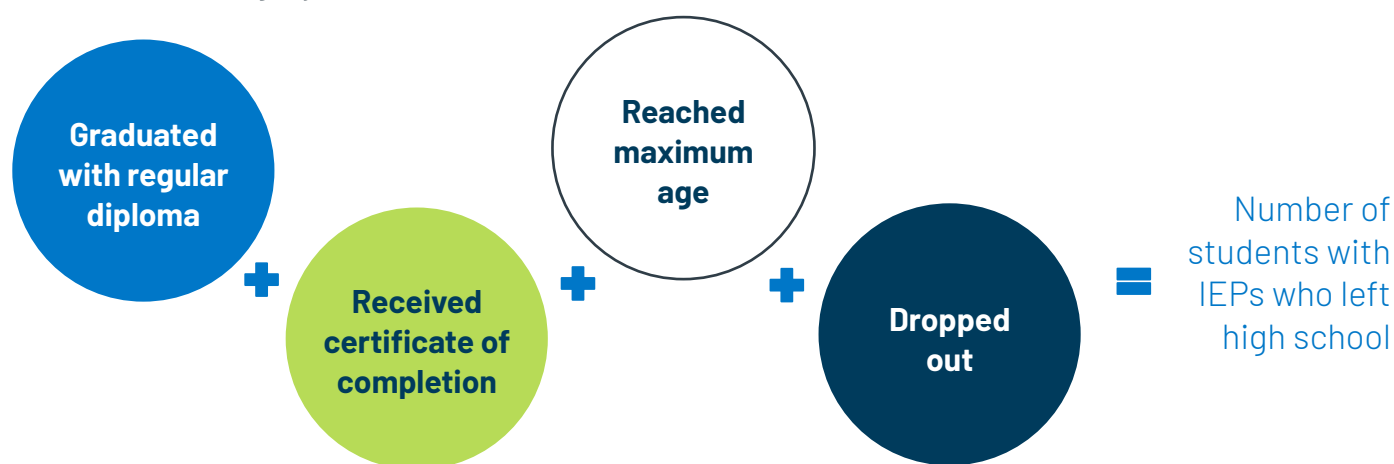 Graduated
with regular
diploma
Received
certificate of
completion
Reached
maximum
age
Dropped
out
Number of
students with
IEPs who left
high school